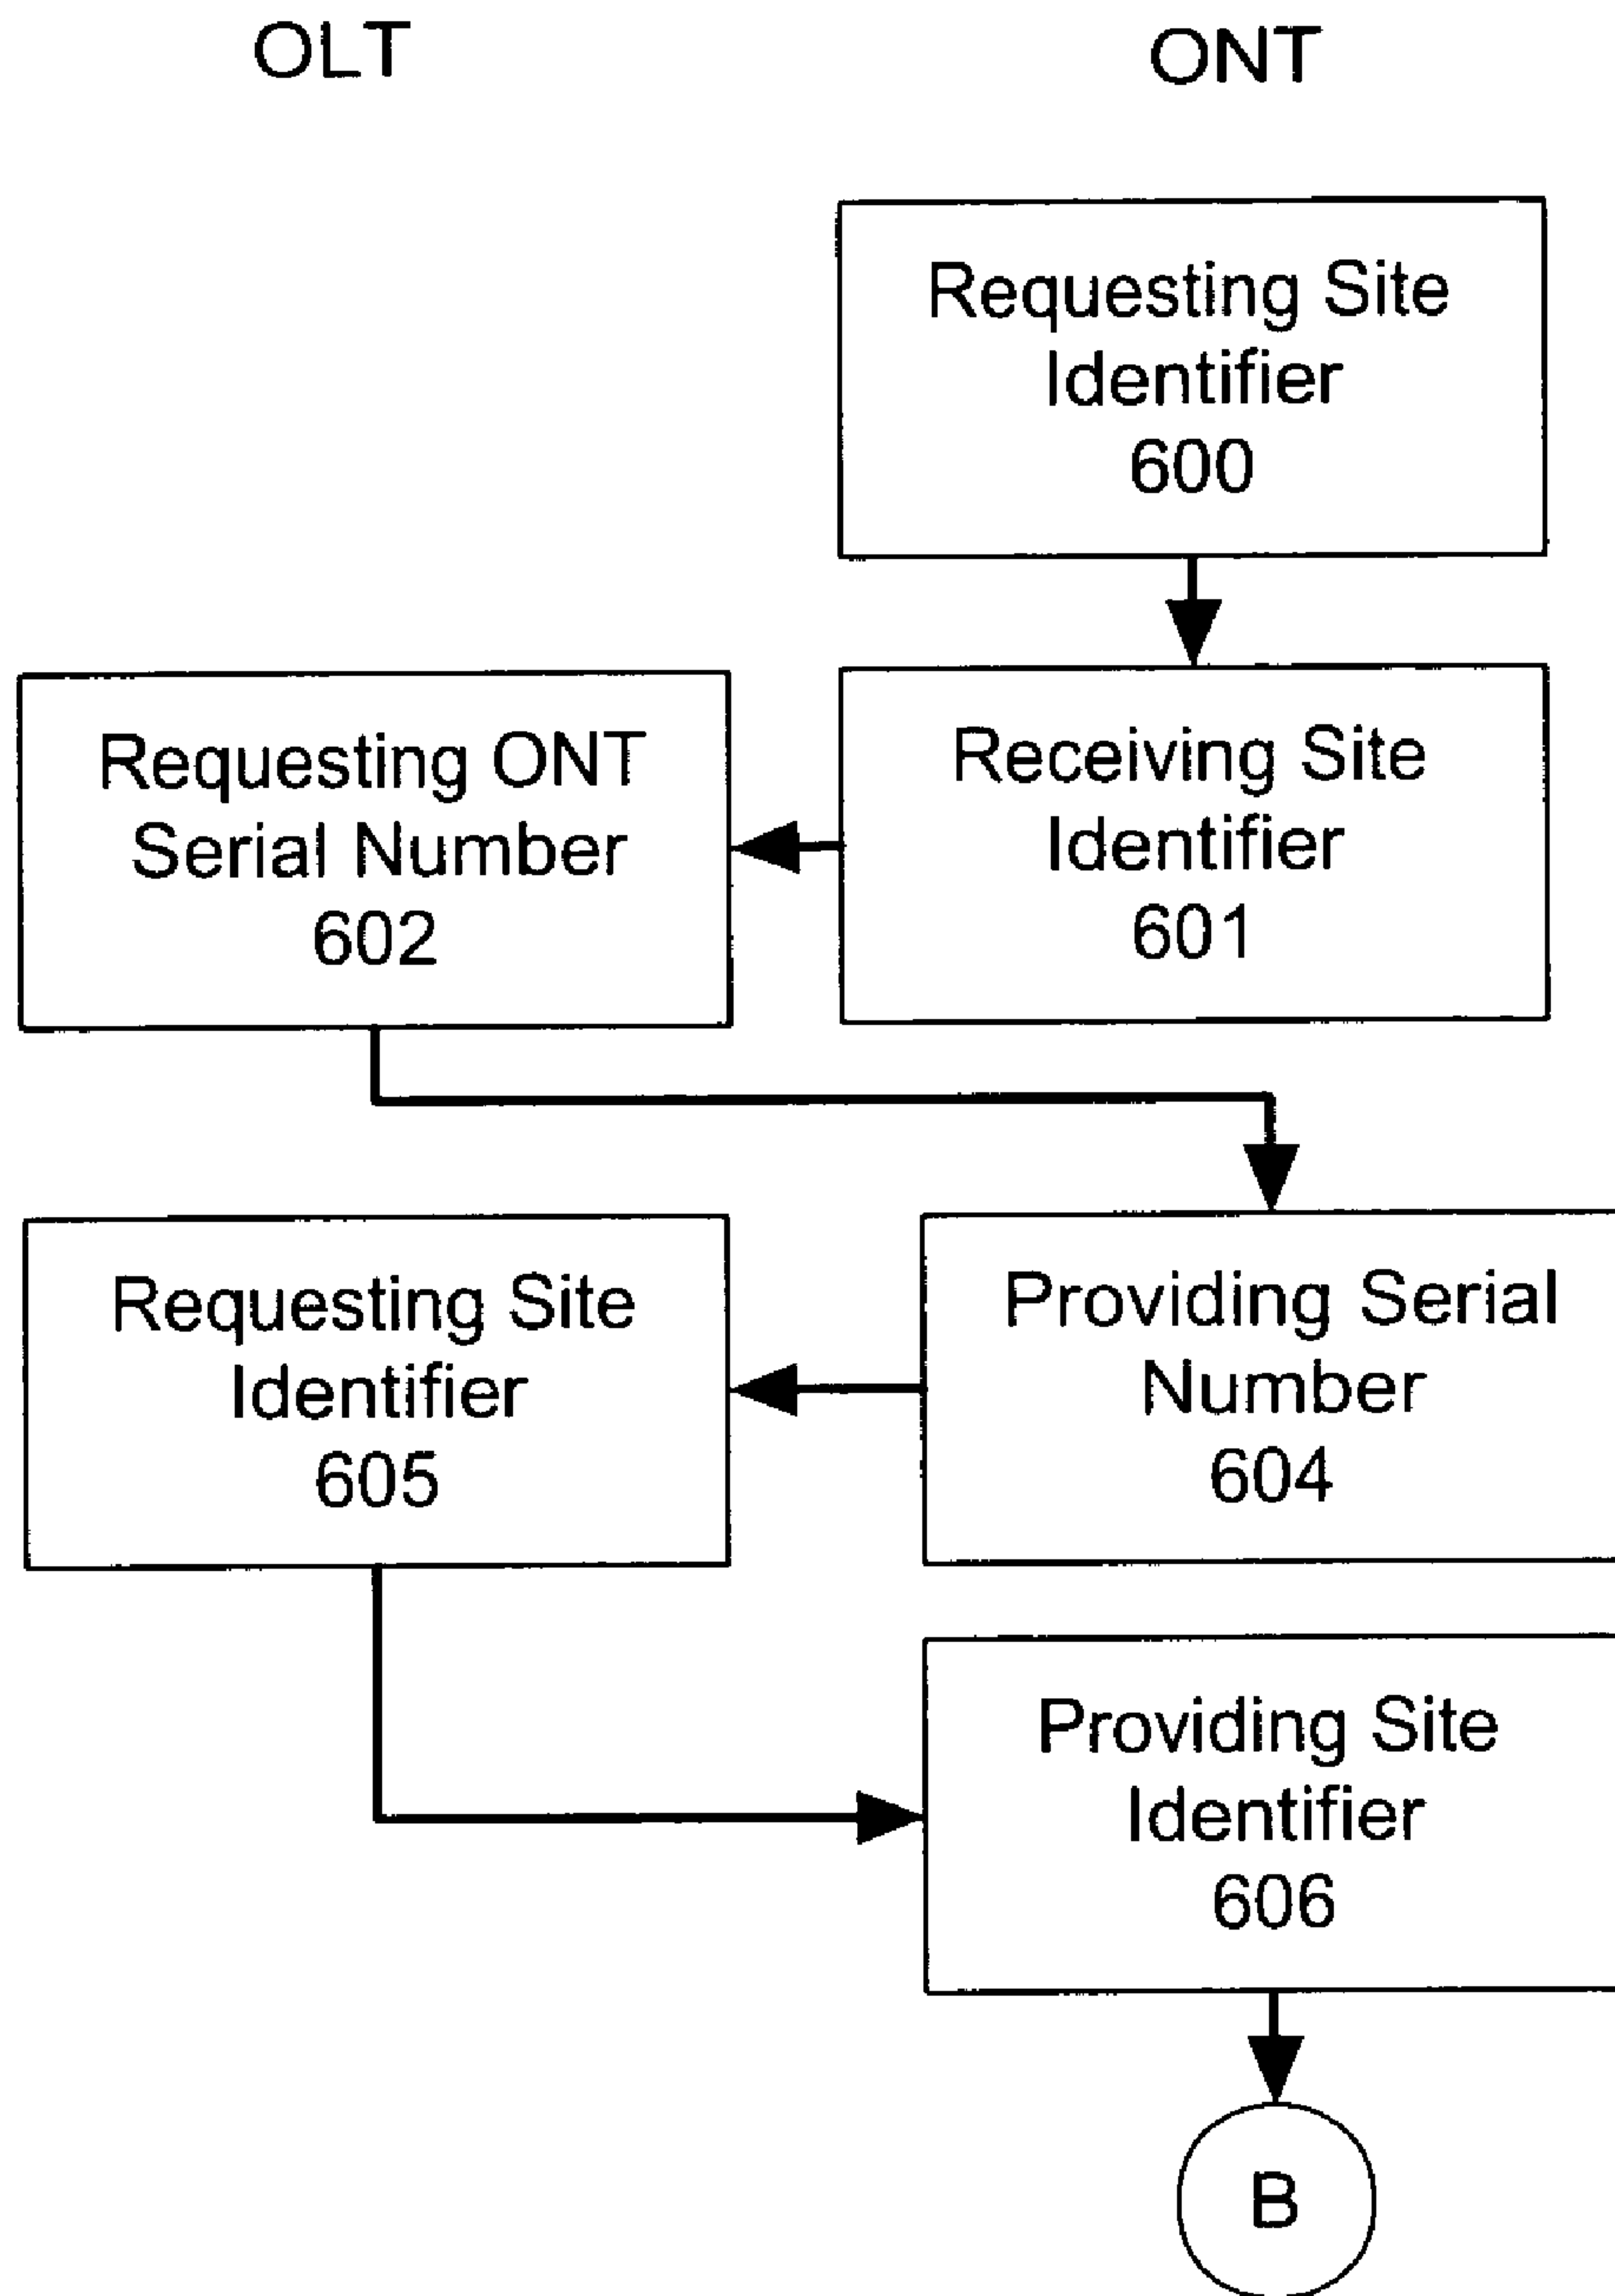 OLT
ONT
Requesting Site
Identifier
600
Receiving Site
Identifier
601
Requesting ONT
Serial Number
602
Providing Serial
Number
604
Requesting Site
Identifier
605
Providing Site
Identifier
606
B